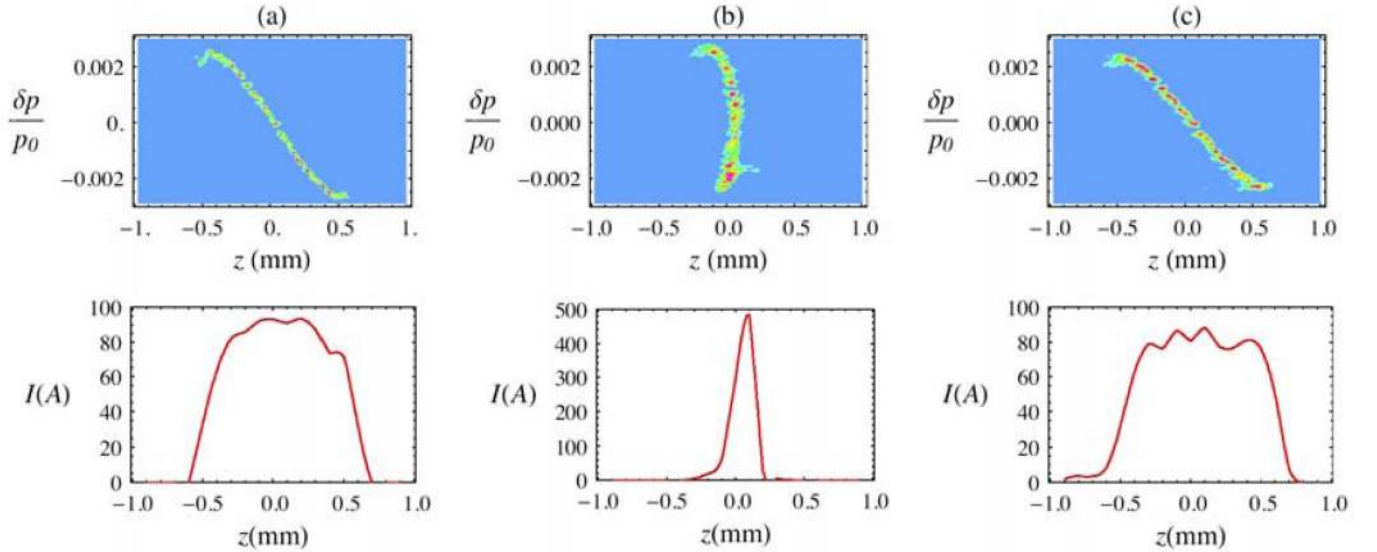 (a) (b) (c)
δp/p0 δp/p0 δp/p0
0.002 0.002 0.002
0. 0.000 0.000
−0.002 −0.002 −0.002
−1. −0.5 0. 0.5 1. −1.0 −0.5 0.0 0.5 1.0 −1.0 −0.5 0.0 0.5 1.0
z (mm) z (mm) z (mm)
I(A) I(A) I(A)
100 80 60 40 20 0
500 400 300 200 100 0
100 80 60 40 20 0
−1.0 −0.5 0.0 0.5 1.0 −1.0 −0.5 0.0 0.5 1.0 −1.0 −0.5 0.0 0.5 1.0
z(mm) z(mm) z(mm)